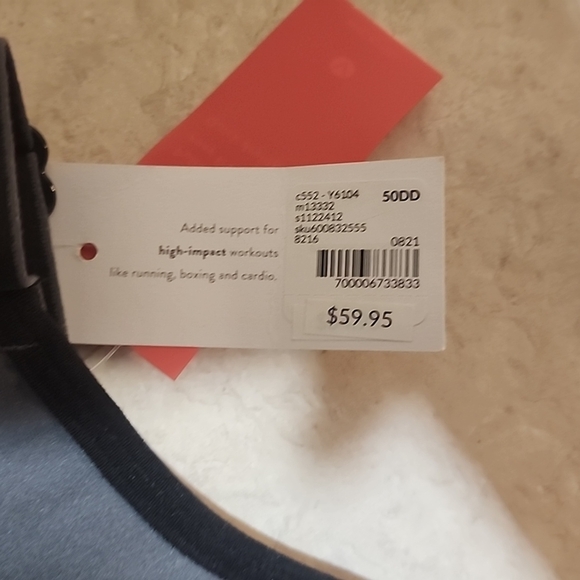 Added support for
high-impact workouts
like running, boxing and cardio.
c552 - Y6104 50DD
m13332
s1122412
sku600832555
8216 0821
700006733833
$59.95